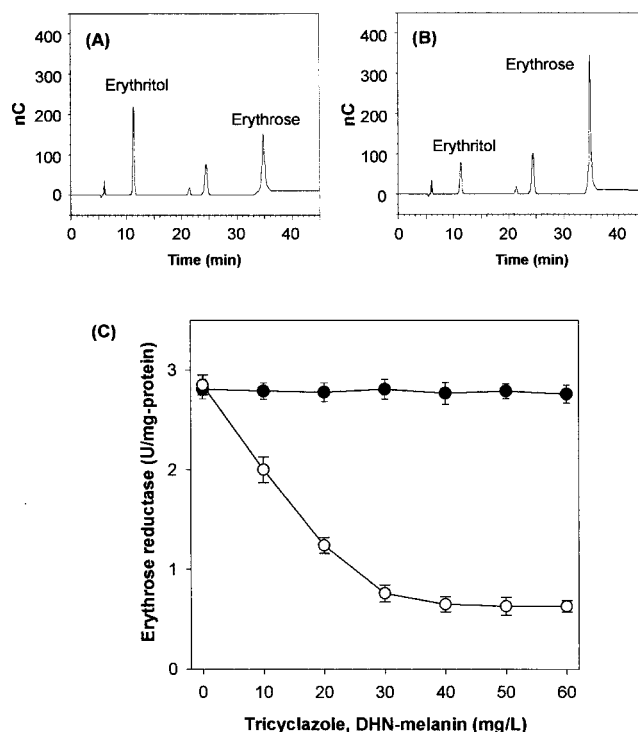 (A)
450
400
300
200
100
0
nC
Erythritol
Erythrose
0 10 20 30 40
Time (min)
(B)
450
400
300
200
100
0
nC
Erythrose
Erythritol
0 10 20 30 40
Time (min)
(C)
3
2
1
0
Erythrose reductase (U/mg-protein)
0 10 20 30 40 50 60
Tricyclazole, DHN-melanin (mg/L)